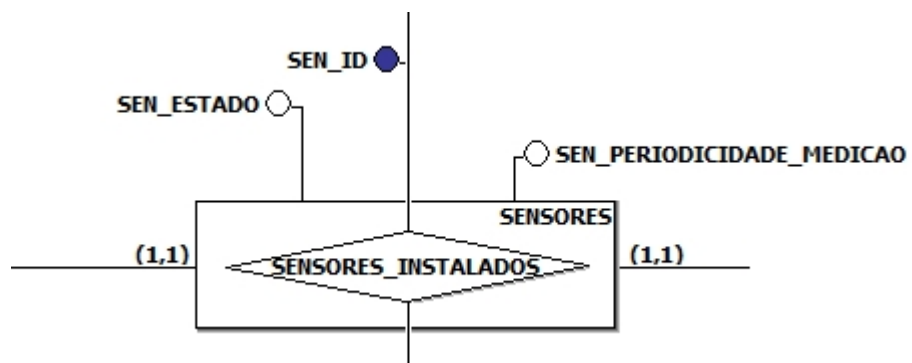 SEN_ID
SEN_ESTADO
SEN_PERIODICIDADE_MEDICAO
SENSORES
(1,1)
SENSORES_INSTALADOS
(1,1)